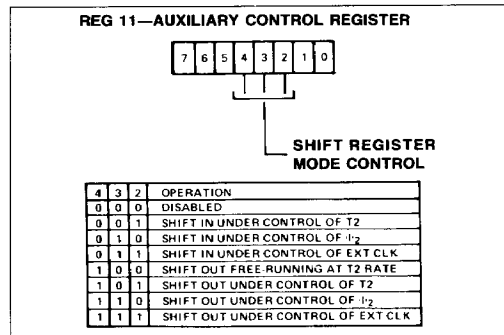 REG 11—AUXILIARY CONTROL REGISTER
7 6 5 4 3 2 1 0
SHIFT REGISTER
MODE CONTROL
4 3 2 OPERATION
0 0 0 DISABLED
0 0 1 SHIFT IN UNDER CONTROL OF T2
0 1 0 SHIFT IN UNDER CONTROL OF
0 1 1 SHIFT IN UNDER CONTROL OF EXT CLK
1 0 0 SHIFT OUT FREE-RUNNING AT T2 RATE
1 0 1 SHIFT OUT UNDER CONTROL OF T2
1 1 0 SHIFT OUT UNDER CONTROL OF
1 1 1 SHIFT OUT UNDER CONTROL OF EXT CLK